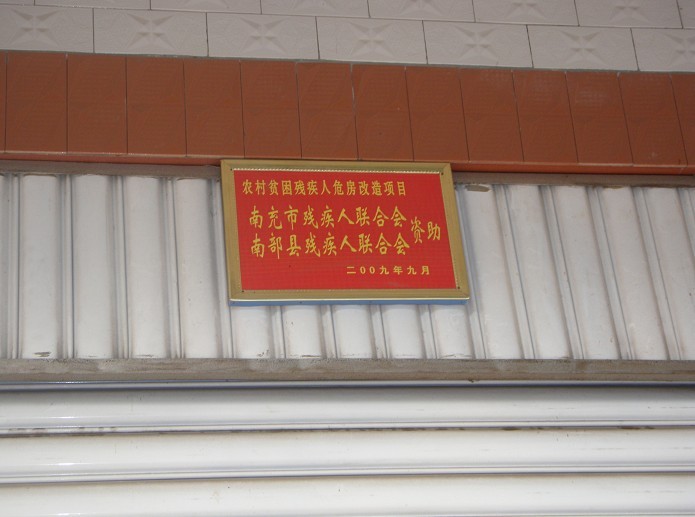 农村贫困残疾人危房改造项目
南充市残疾人联合会
南部县残疾人联合会
资助
二00九年九月